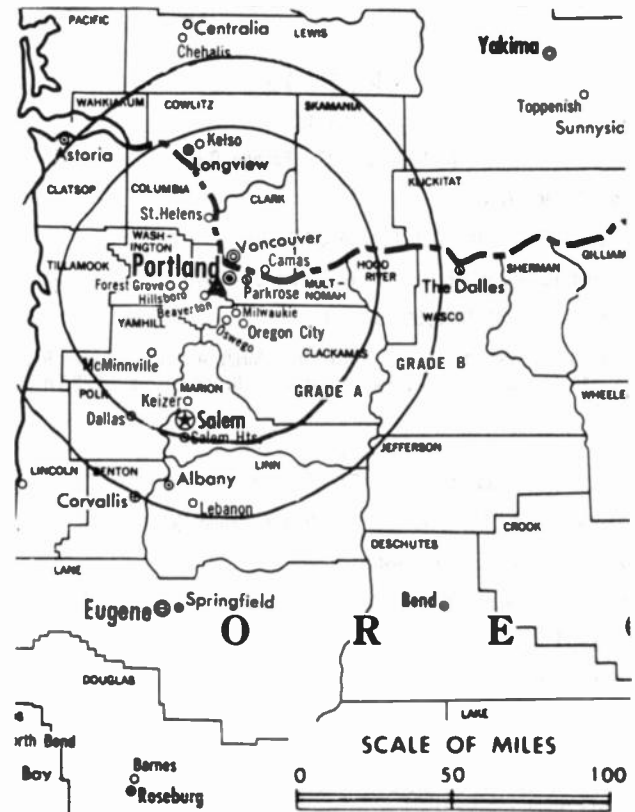 PACIFIC
Centralia
LEWIS
Chehalis
Yakima
WAHKIAKUM
COWLITZ
SKAMANIA
Toppenish
Sunnysid
Astoria
Kelso
Longview
CLATSOP
COLUMBIA
KLICKITAT
St. Helens
CLARK
WASH-
INGTON
Vancouver
TILLAMOOK
Portland
Camas
HOOD
RIVER
SHERMAN
GILLIAM
Forest Grove
Parkrose
MULT-
NOMAH
The Dalles
Hillsboro
Beaverton
Milwaukie
WASCO
YAMHILL
Oswego
Oregon City
McMinnville
CLACKAMAS
GRADE B
GRADE A
MARION
POLK
Keizer
WHEELE
Dallas
Salem
Salem Hts.
JEFFERSON
LINCOLN
BENTON
LINN
Albany
Corvallis
Lebanon
CROOK
DESCHUTES
LANE
Eugene
Springfield
Bend
O R E
DOUGLAS
LAKE
orth Bend
SCALE OF MILES
Bay
Barnes
Roseburg
0 50 100